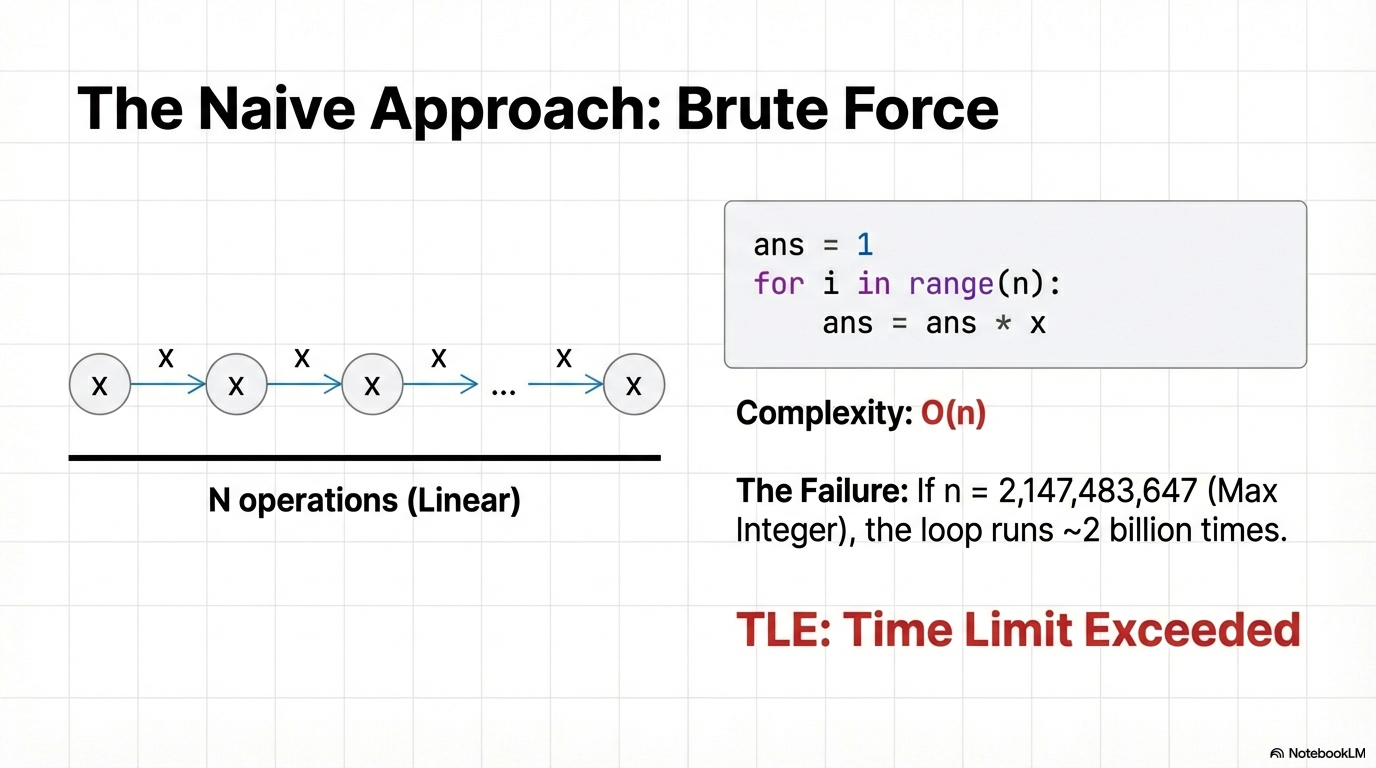 The Naive Approach: Brute Force
x x x x
x x x ... x
N operations (Linear)
ans = 1
for i in range(n):
    ans = ans * x
Complexity: O(n)
The Failure: If n = 2,147,483,647 (Max
Integer), the loop runs ~2 billion times.
TLE: Time Limit Exceeded
NotebookLM